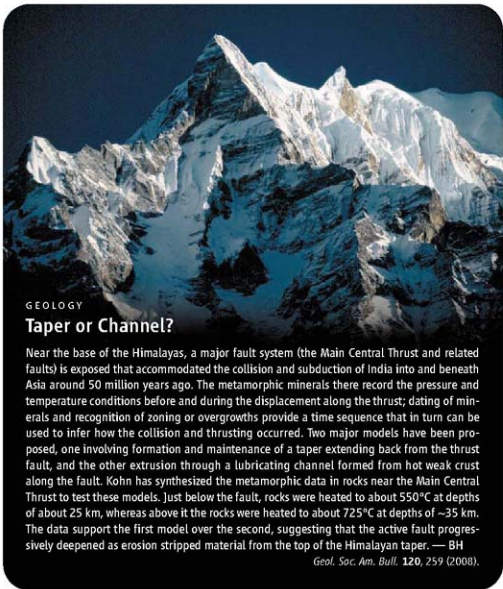 GEOLOGY
Taper or Channel?
Near the base of the Himalayas, a major fault system (the Main Central Thrust and related
faults) is exposed that accommodated the collision and subduction of India into and beneath
Asia around 50 million years ago. The metamorphic minerals there record the pressure and
temperature conditions before and during the displacement along the thrust; dating of min-
erals and recognition of zoning or overgrowths provide a time sequence that in turn can be
used to infer how the collision and thrusting occurred. Two major models have been pro-
posed, one involving formation and maintenance of a taper extending back from the thrust
fault, and the other extrusion through a lubricating channel formed from hot weak crust
along the fault. Kohn has synthesized the metamorphic data in rocks near the Main Central
Thrust to test these models. Just below the fault, rocks were heated to about 550°C at depths
of about 25 km, whereas above it the rocks were heated to about 725°C at depths of ~35 km.
The data support the first model over the second, suggesting that the active fault progres-
sively deepened as erosion stripped material from the top of the Himalayan taper. — BH
Geol. Soc. Am. Bull. 120, 259 (2008).